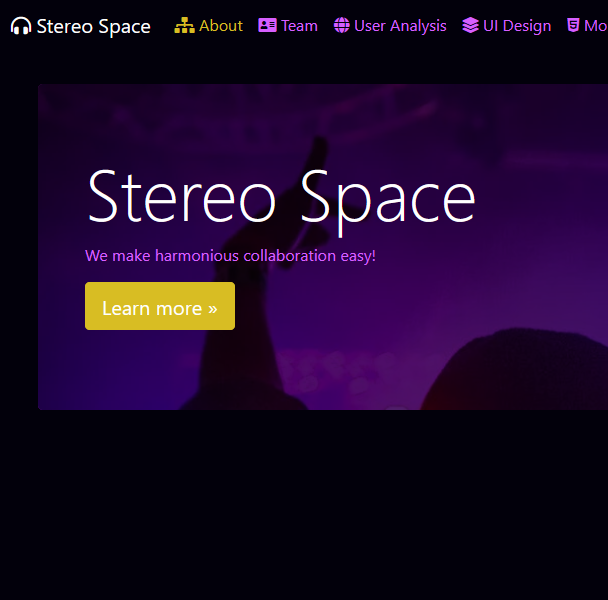 Stereo Space About Team User Analysis UI Design Mo
Stereo Space
We make harmonious collaboration easy!
Learn more »